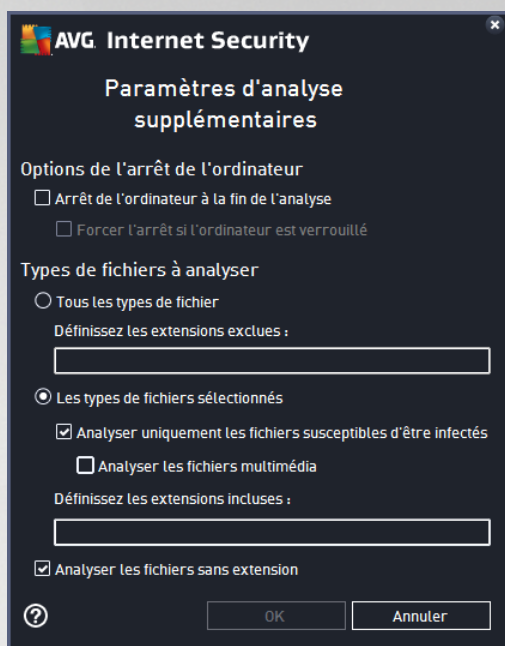 AVG Internet Security
Paramètres d'analyse
supplémentaires
Options de l'arrêt de l'ordinateur
Arrêt de l'ordinateur à la fin de l'analyse
Forcer l'arrêt si l'ordinateur est verrouillé
Types de fichiers à analyser
Tous les types de fichier
Définissez les extensions exclues :
Les types de fichiers sélectionnés
Analyser uniquement les fichiers susceptibles d'être infectés
Analyser les fichiers multimédia
Définissez les extensions incluses :
Analyser les fichiers sans extension
? OK Annuler